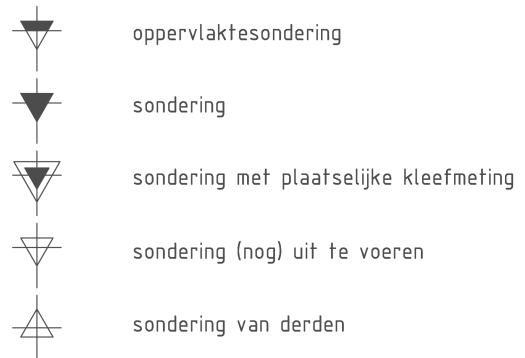 oppervlaktesondering
sondering
sondering met plaatselijke kleefmeting
sondering (nog) uit te voeren
sondering van derden